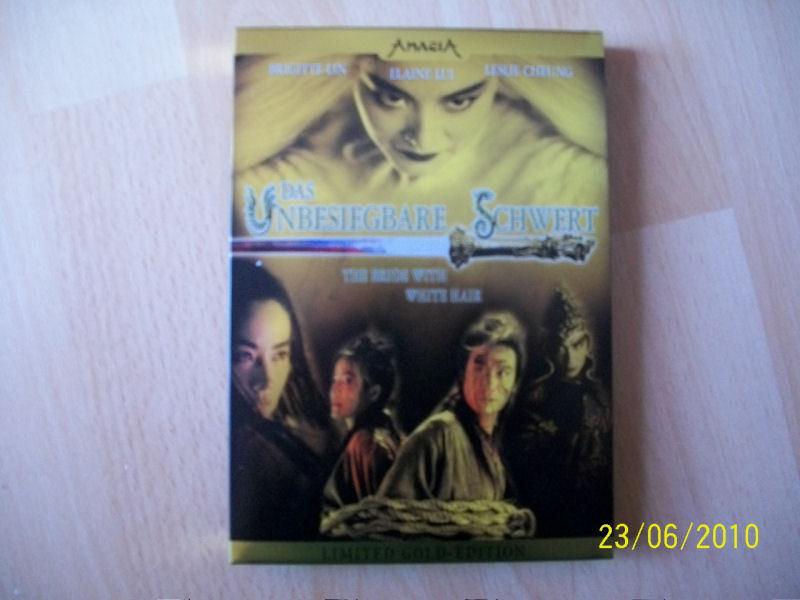 AMAGIA
BRIGITTE LIN ELAINE LUI LESLIE CHEUNG
DAS
UNBESIEGBARE SCHWERT
THE BRIDE WITH
WHITE HAIR
LIMITED GOLD-EDITION
23/06/2010